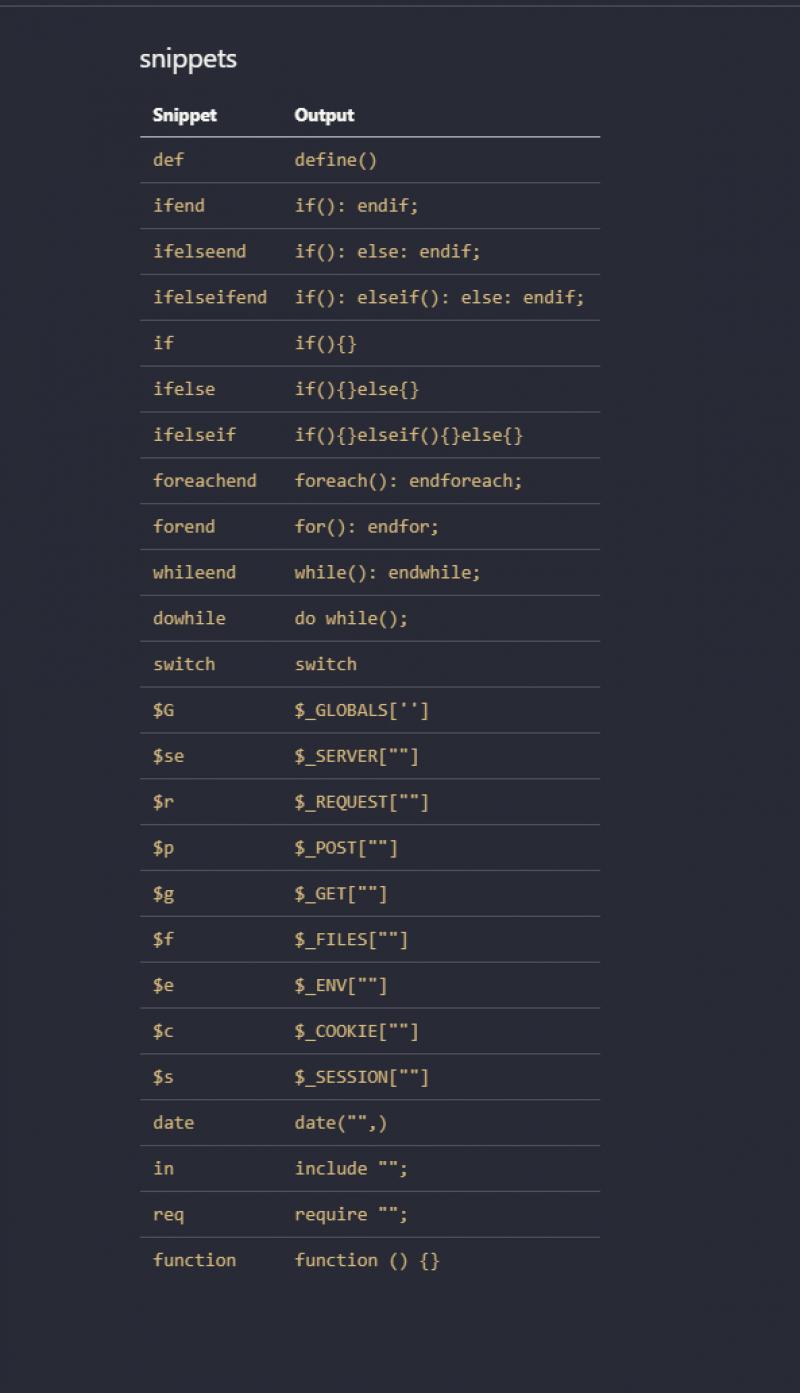 snippets
Snippet Output
def define()
ifend if(): endif;
ifelseend if(): else: endif;
ifelseifend if(): elseif(): else: endif;
if if(){}
ifelse if(){}else{}
ifelseif if(){}elseif(){}else{}
foreachend foreach(): endforeach;
forend for(): endfor;
whileend while(): endwhile;
dowhile do while();
switch switch
$G $_GLOBALS['']
$se $_SERVER[""]
$r $_REQUEST[""]
$p $_POST[""]
$g $_GET[""]
$f $_FILES[""]
$e $_ENV[""]
$c $_COOKIE[""]
$s $_SESSION[""]
date date("",)
in include "";
req require "";
function function () {}